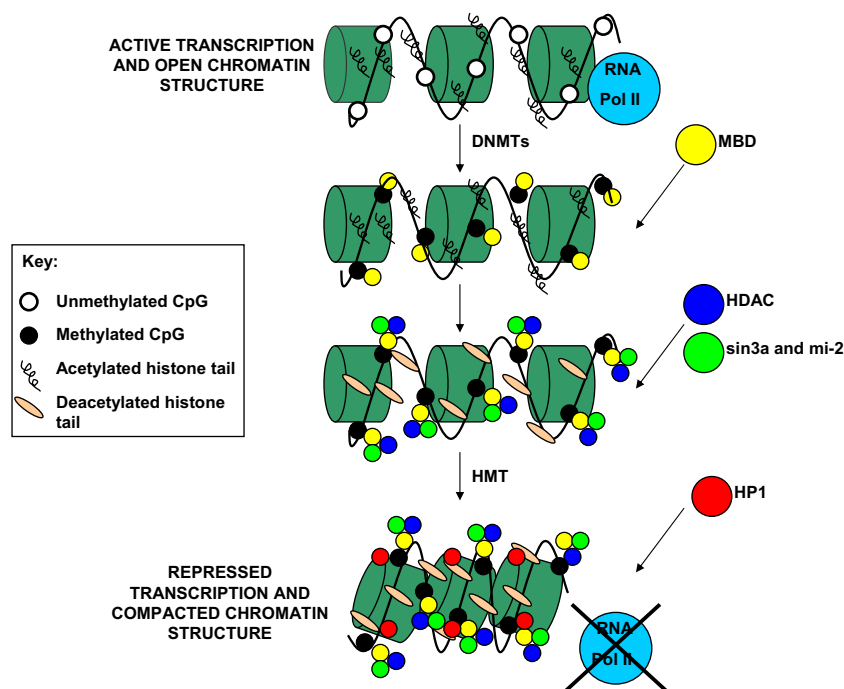 ACTIVE TRANSCRIPTION
AND OPEN CHROMATIN
STRUCTURE
RNA
Pol II
DNMTs
MBD
Key:
Unmethylated CpG
Methylated CpG
Acetylated histone tail
Deacetylated histone
tail
HDAC
sin3a and mi-2
HMT
HP1
REPRESSED
TRANSCRIPTION AND
COMPACTED CHROMATIN
STRUCTURE
RNA
Pol II